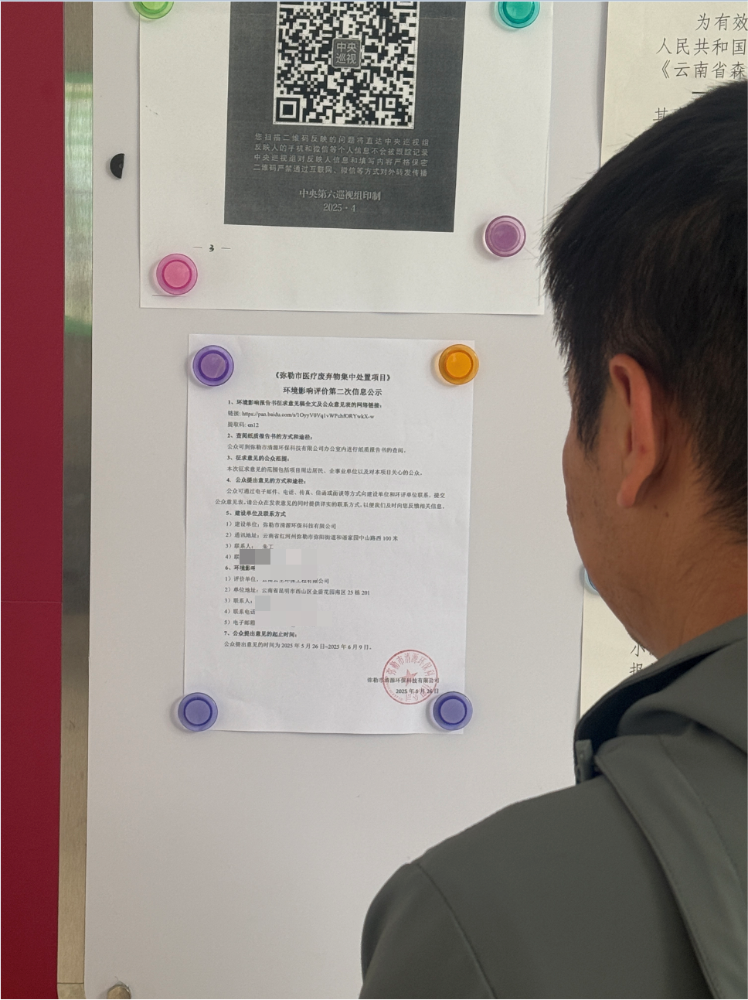 中央
巡视
您扫描二维码反映的问题将直达中央巡视组
反映人的手机和微信等个人信息不会被跟踪记录
中央巡视组对反映人信息和填写内容严格保密
二维码严禁通过互联网、微信等方式对外转发传播
中央第六巡视组印制
2025·4
— 3 —
为有效
人民共和国
《云南省森
《弥勒市医疗废弃物集中处置项目》
环境影响评价第二次信息公示
1、环境影响报告书征求意见稿全文及公众意见表的网络链接：
链接: https://pan.baidu.com/s/1OyyV0Vq1vWPuhfORYwkX-w
提取码: en12
2、查阅纸质报告书的方式和途径：
公众可到弥勒市清源环保科技有限公司办公室内进行纸质报告书的查阅。
3、征求意见的公众范围：
本次征求意见的范围包括项目周边居民、企事业单位以及对本项目关心的公众。
4、公众提出意见的方式和途径：
公众可通过电子邮件、电话、传真、信函或面谈等方式向建设单位和环评单位联系，提交
公众意见表。请公众在发表意见的同时提供详实的联系方式，以便我们及时向您反馈相关信息。
5、建设单位及联系方式
1）建设单位：弥勒市清源环保科技有限公司
2）通讯地址：云南省红河州弥勒市弥阳街道和谐家园中山路西 100 米
3）联系人： 朱工
4）联
6、环境影响
1）评价单位：
公司
2）单位地址：云南省昆明市西山区金盾花园南区 25 栋 201
3）联系人：
4）联系电话
5）电子邮箱
7、公众提出意见的起止时间：
公众提出意见的时间为 2025 年 5 月 26 日~2025 年 6 月 9 日。
弥勒市清源环保科技有限公司
2025 年 5 月 26 日